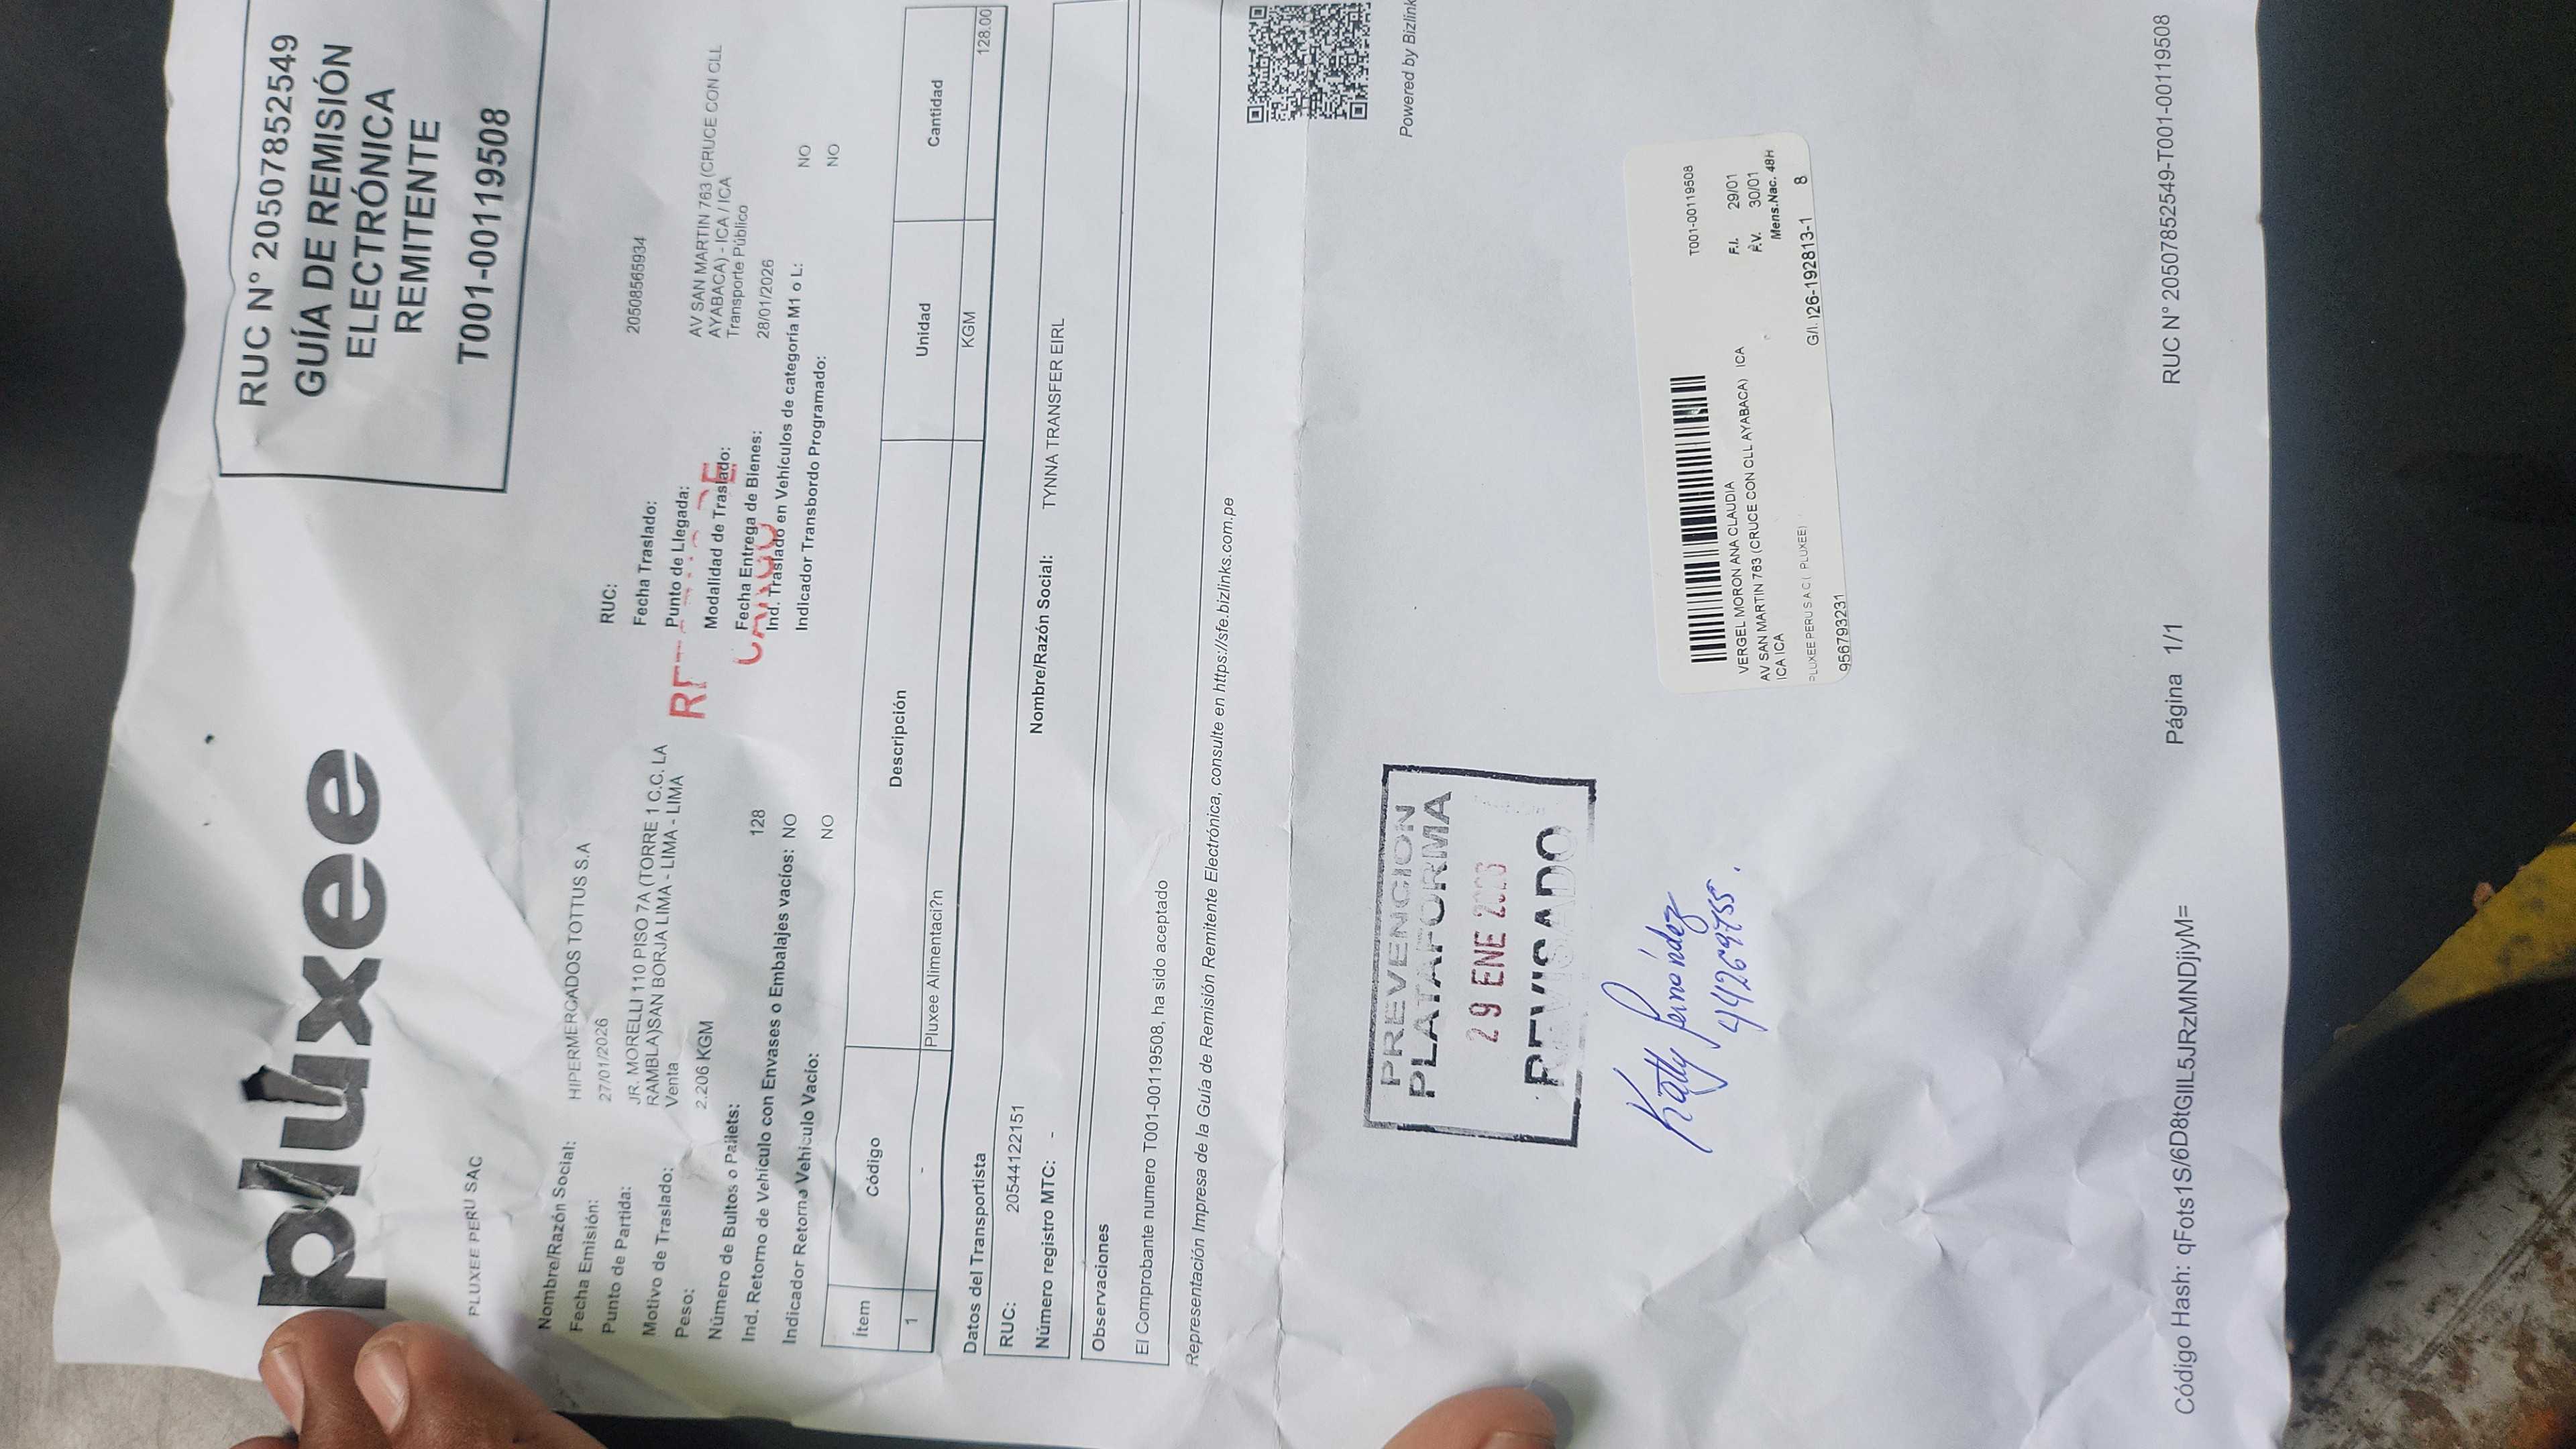 pluxee
RUC N° 20507852549
GUÍA DE REMISIÓN
ELECTRÓNICA
REMITENTE
T001-00119508
PLUXEE PERU SAC
Nombre/Razón Social: HIPERMERCADOS TOTTUS S.A
RUC: 20508565934
Fecha Emisión: 27/01/2026
Fecha Traslado:
Punto de Partida: JR. MORELLI 110 PISO 7A (TORRE 1 C.C. LA
RAMBLA)SAN BORJA LIMA - LIMA - LIMA
Punto de Llegada: AV SAN MARTIN 763 (CRUCE CON CLL
AYABACA) - ICA / ICA
Motivo de Traslado: Venta
Modalidad de Traslado: Transporte Público
Peso: 2.206 KGM
Fecha Entrega de Bienes: 28/01/2026
Número de Bultos o Pallets: 128
Ind. Traslado en Vehículos de categoría M1 o L: NO
Ind. Retorno de Vehículo con Envases o Embalajes vacíos: NO
Indicador Transbordo Programado: NO
Indicador Retorno Vehículo Vacio: NO
Ítem Código Descripción Unidad Cantidad
1 - Pluxee Alimentaci?n KGM 128.00
Datos del Transportista
RUC: 20544122151
Nombre/Razón Social: TYNNA TRANSFER EIRL
Número registro MTC: -
Observaciones
El Comprobante numero T001-00119508, ha sido aceptado
Representación Impresa de la Guía de Remisión Remitente Electrónica, consulte en https://sfe.bizlinks.com.pe
Powered by Bizlink
PREVENCION
PLATAFORMA
29 ENE
REVISADO
Katty
T001-00119508
VERGEL MORON ANA CLAUDIA
F.I. 29/01
AV SAN MARTIN 763 (CRUCE CON CLL AYABACA) ICA
F.V. 30/01
ICA ICA
Mens.Nac. 48H
PLUXEE PERU S A C ( PLUXEE)
G/I. )26-192813-1 8
956793231
Código Hash: qFots1S/6D8tGIlL5JRzMNDjiyM=
Página 1/1
RUC N° 20507852549-T001-00119508